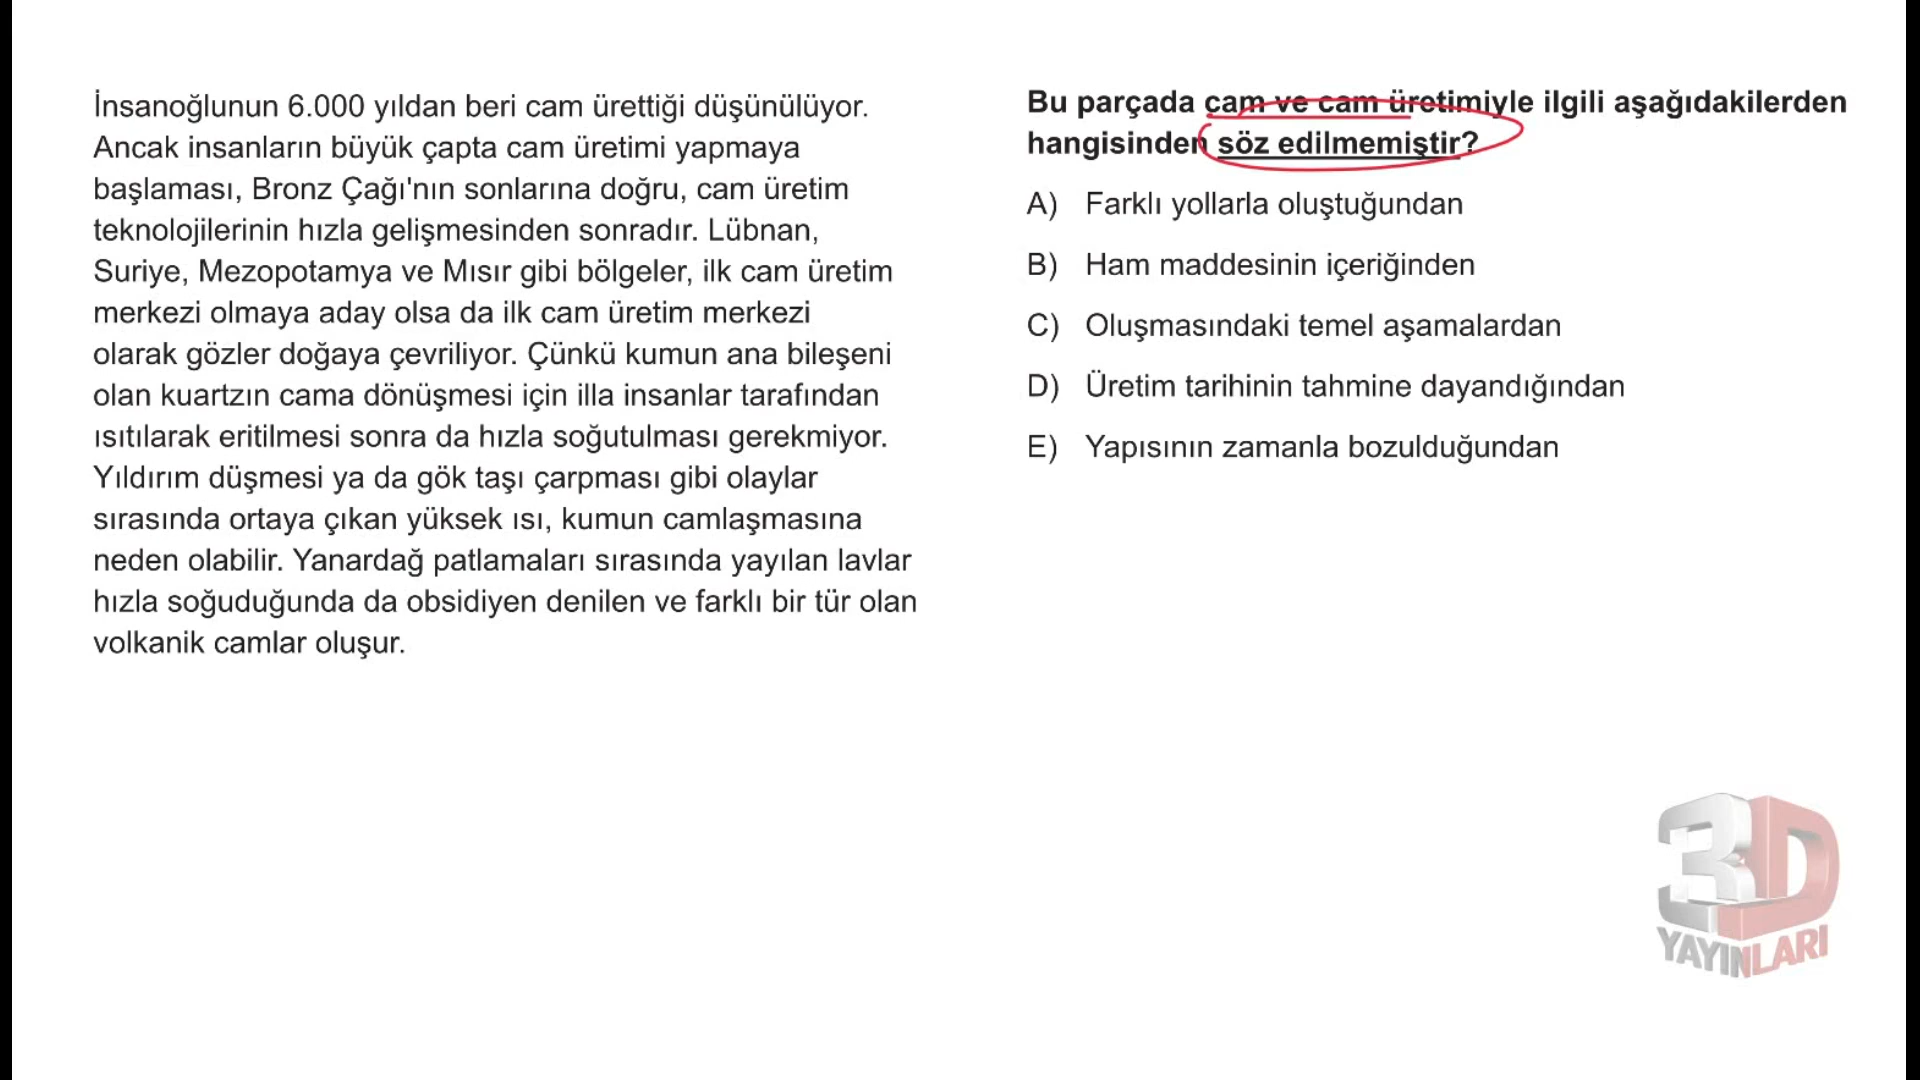 İnsanoğlunun 6.000 yıldan beri cam ürettiği düşünülüyor.
Ancak insanların büyük çapta cam üretimi yapmaya
başlaması, Bronz Çağı'nın sonlarına doğru, cam üretim
teknolojilerinin hızla gelişmesinden sonradır. Lübnan,
Suriye, Mezopotamya ve Mısır gibi bölgeler, ilk cam üretim
merkezi olmaya aday olsa da ilk cam üretim merkezi
olarak gözler doğaya çevriliyor. Çünkü kumun ana bileşeni
olan kuartzın cama dönüşmesi için illa insanlar tarafından
ısıtılarak eritilmesi sonra da hızla soğutulması gerekmiyor.
Yıldırım düşmesi ya da gök taşı çarpması gibi olaylar
sırasında ortaya çıkan yüksek ısı, kumun camlaşmasına
neden olabilir. Yanardağ patlamaları sırasında yayılan lavlar
hızla soğuduğunda da obsidiyen denilen ve farklı bir tür olan
volkanik camlar oluşur.
Bu parçada cam ve cam üretimiyle ilgili aşağıdakilerden
hangisinden söz edilmemiştir?
A) Farklı yollarla oluştuğundan
B) Ham maddesinin içeriğinden
C) Oluşmasındaki temel aşamalardan
D) Üretim tarihinin tahmine dayandığından
E) Yapısının zamanla bozulduğundan
3D
YAYINLARI